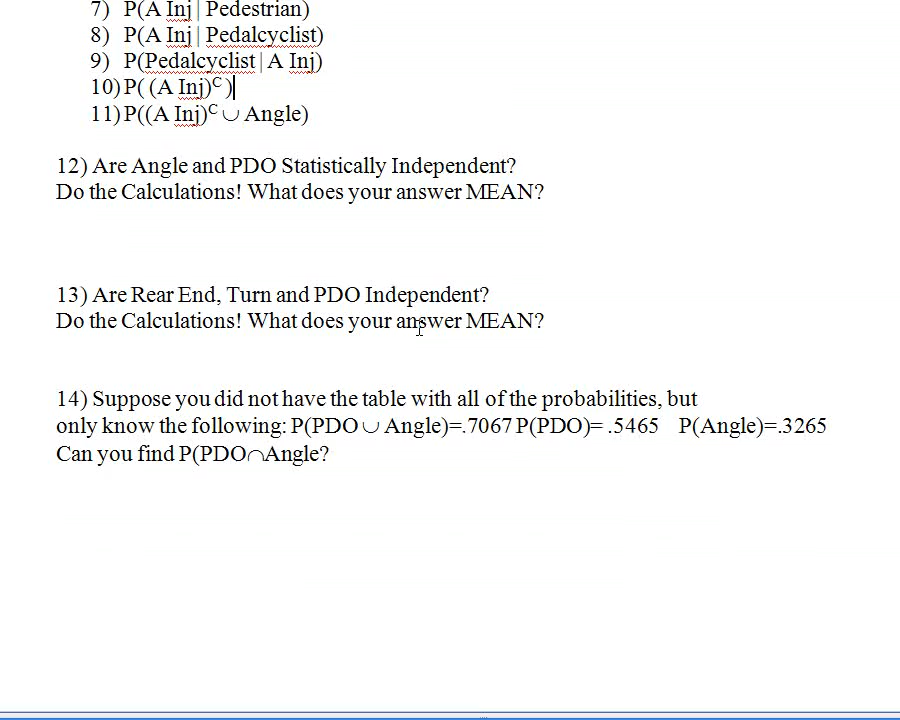 7) P(A Inj | Pedestrian)
8) P(A Inj | Pedalcyclist)
9) P(Pedalcyclist | A Inj)
10) P( (A Inj)ᶜ )
11) P((A Inj)ᶜ ∪ Angle)
12) Are Angle and PDO Statistically Independent?
Do the Calculations! What does your answer MEAN?
13) Are Rear End, Turn and PDO Independent?
Do the Calculations! What does your answer MEAN?
14) Suppose you did not have the table with all of the probabilities, but
only know the following: P(PDO ∪ Angle)=.7067 P(PDO)= .5465 P(Angle)=.3265
Can you find P(PDO∩Angle?